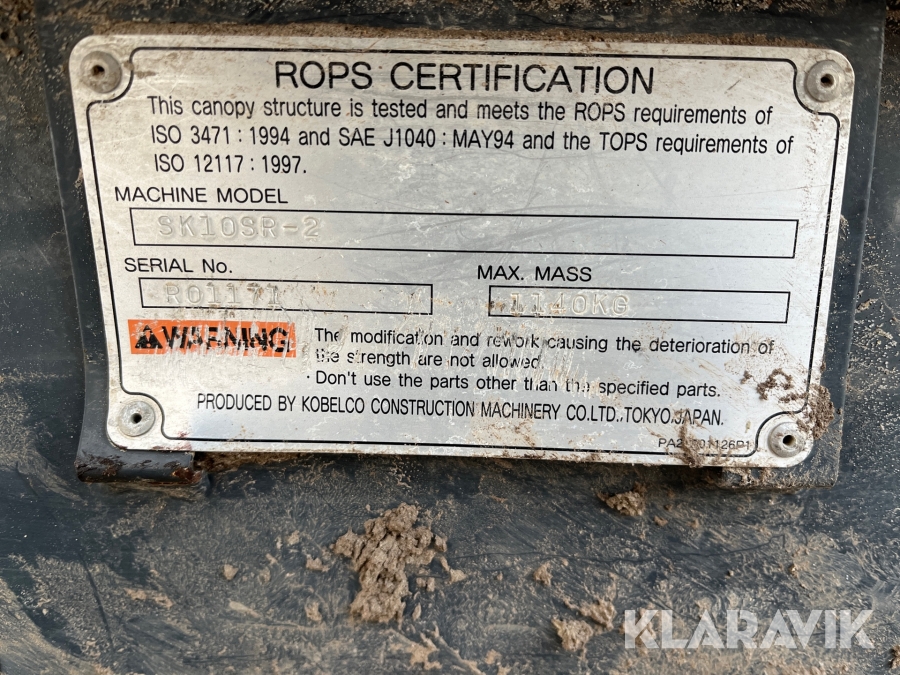 ROPS CERTIFICATION
This canopy structure is tested and meets the ROPS requirements of
ISO 3471 : 1994 and SAE J1040 : MAY94 and the TOPS requirements of
ISO 12117 : 1997.
MACHINE MODEL
SK10SR-2
SERIAL No. MAX. MASS
R01171 1140KG
WARNING The modification and rework causing the deterioration of
the strength are not allowed.
· Don't use the parts other than the specified parts.
PRODUCED BY KOBELCO CONSTRUCTION MACHINERY CO.LTD.,TOKYO.JAPAN.
KLARAVIK